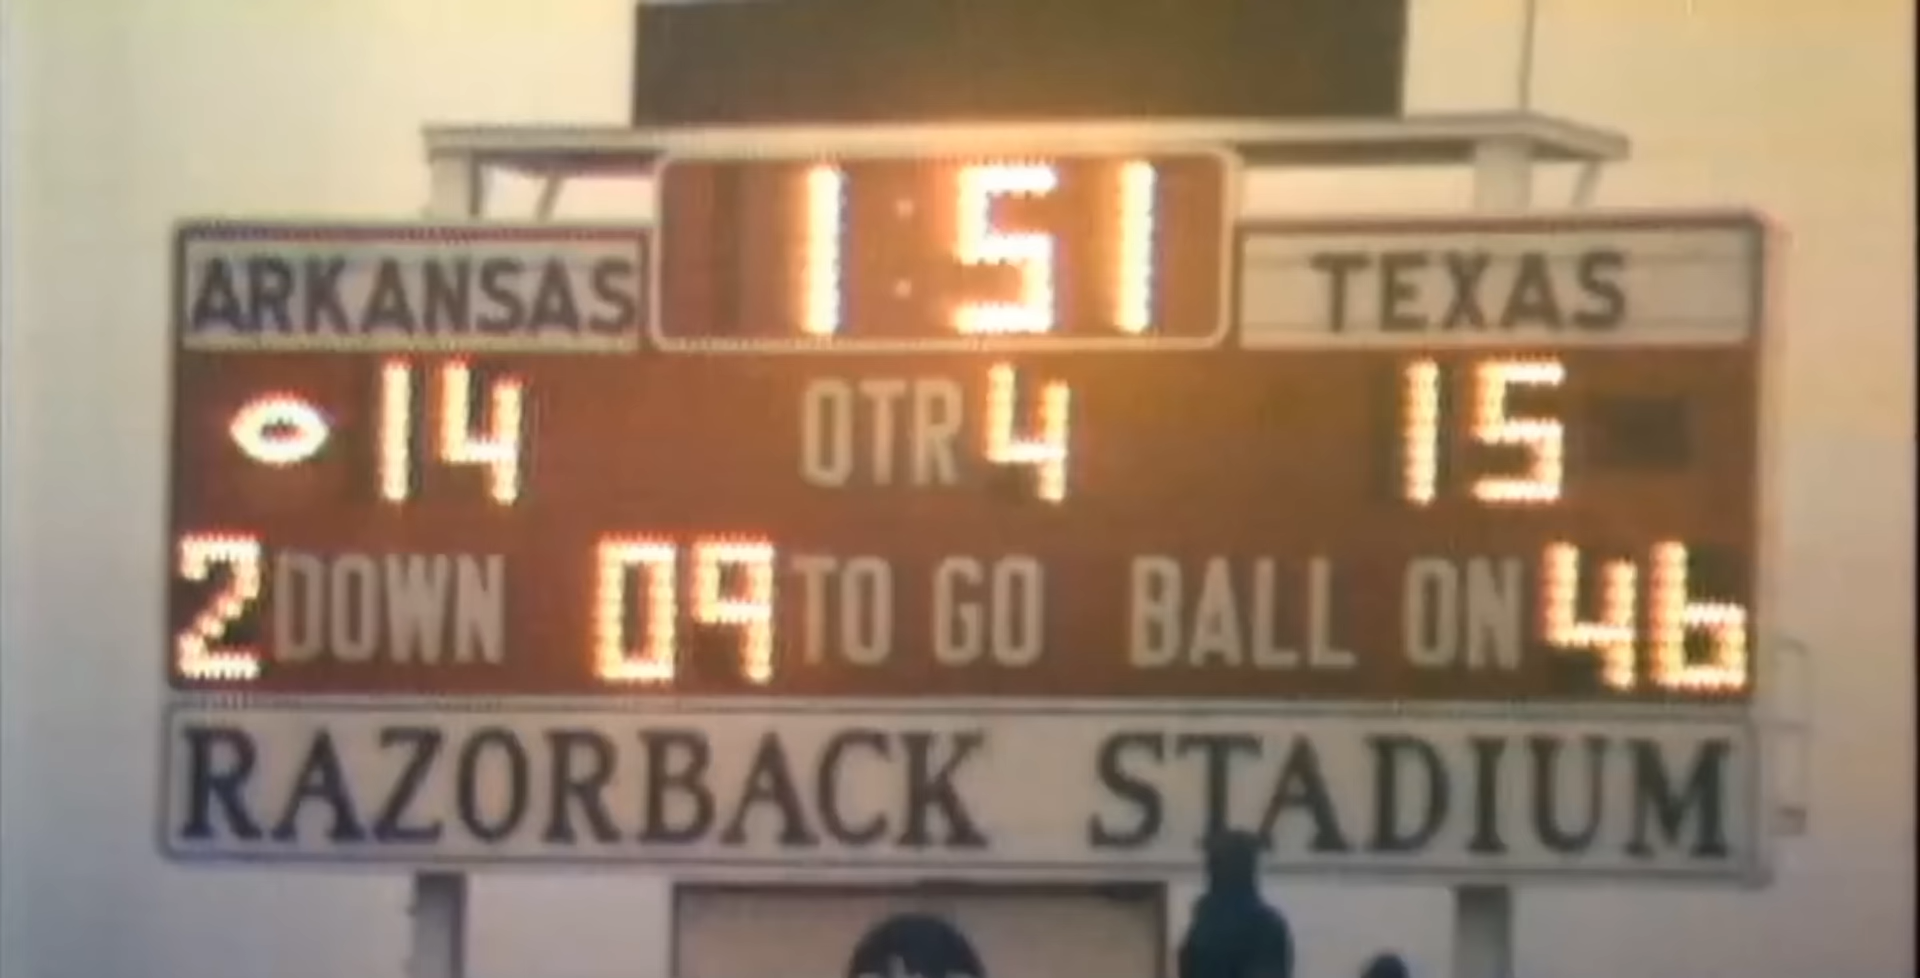 1:51
ARKANSAS TEXAS
14 QTR 4 15
2 DOWN 09 TO GO BALL ON 46
RAZORBACK STADIUM